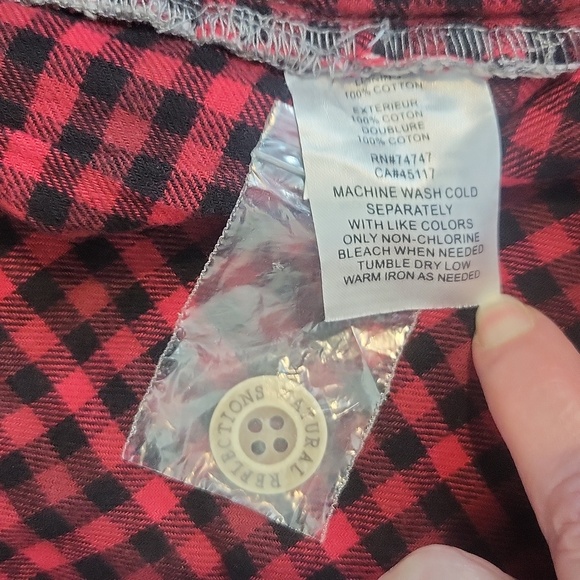 100% COTTON
EXTERIEUR
100% COTON
DOUBLURE
100% COTON
RN#74747
CA#45117
MACHINE WASH COLD
SEPARATELY
WITH LIKE COLORS
ONLY NON-CHLORINE
BLEACH WHEN NEEDED
TUMBLE DRY LOW
WARM IRON AS NEEDED
NATURAL REFLECTIONS